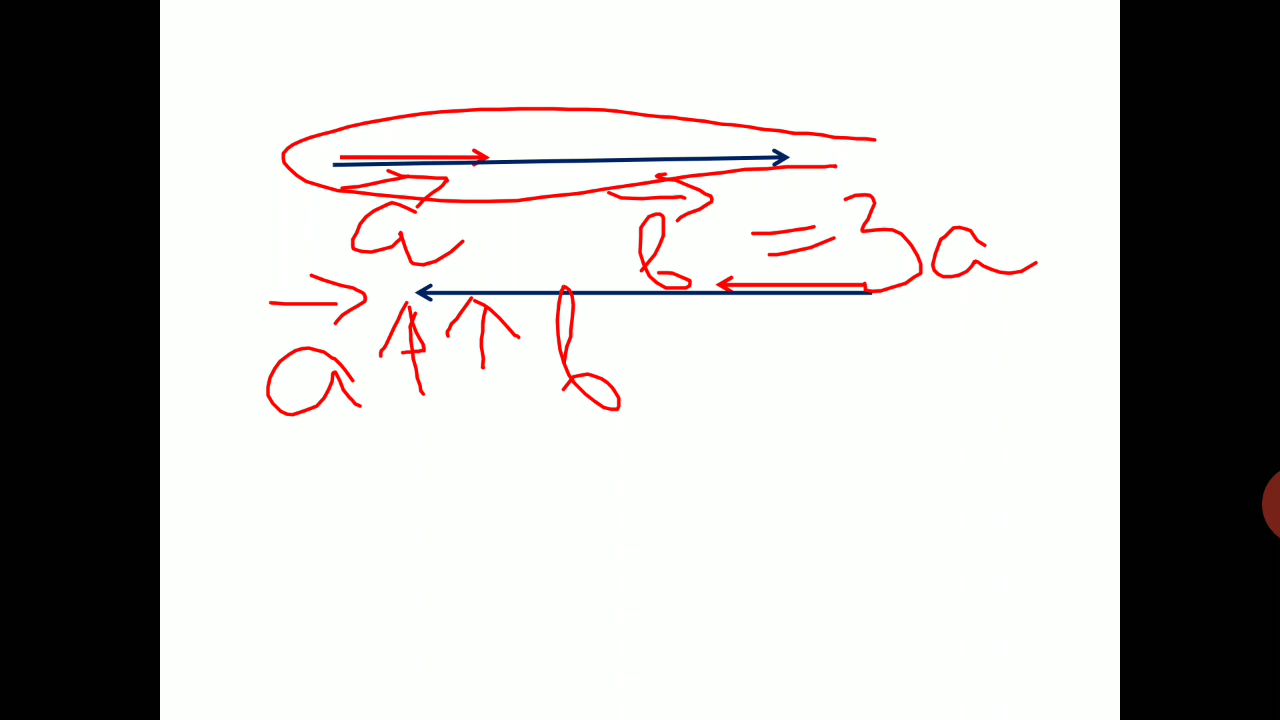 a b = 3a
a ↑↑ b